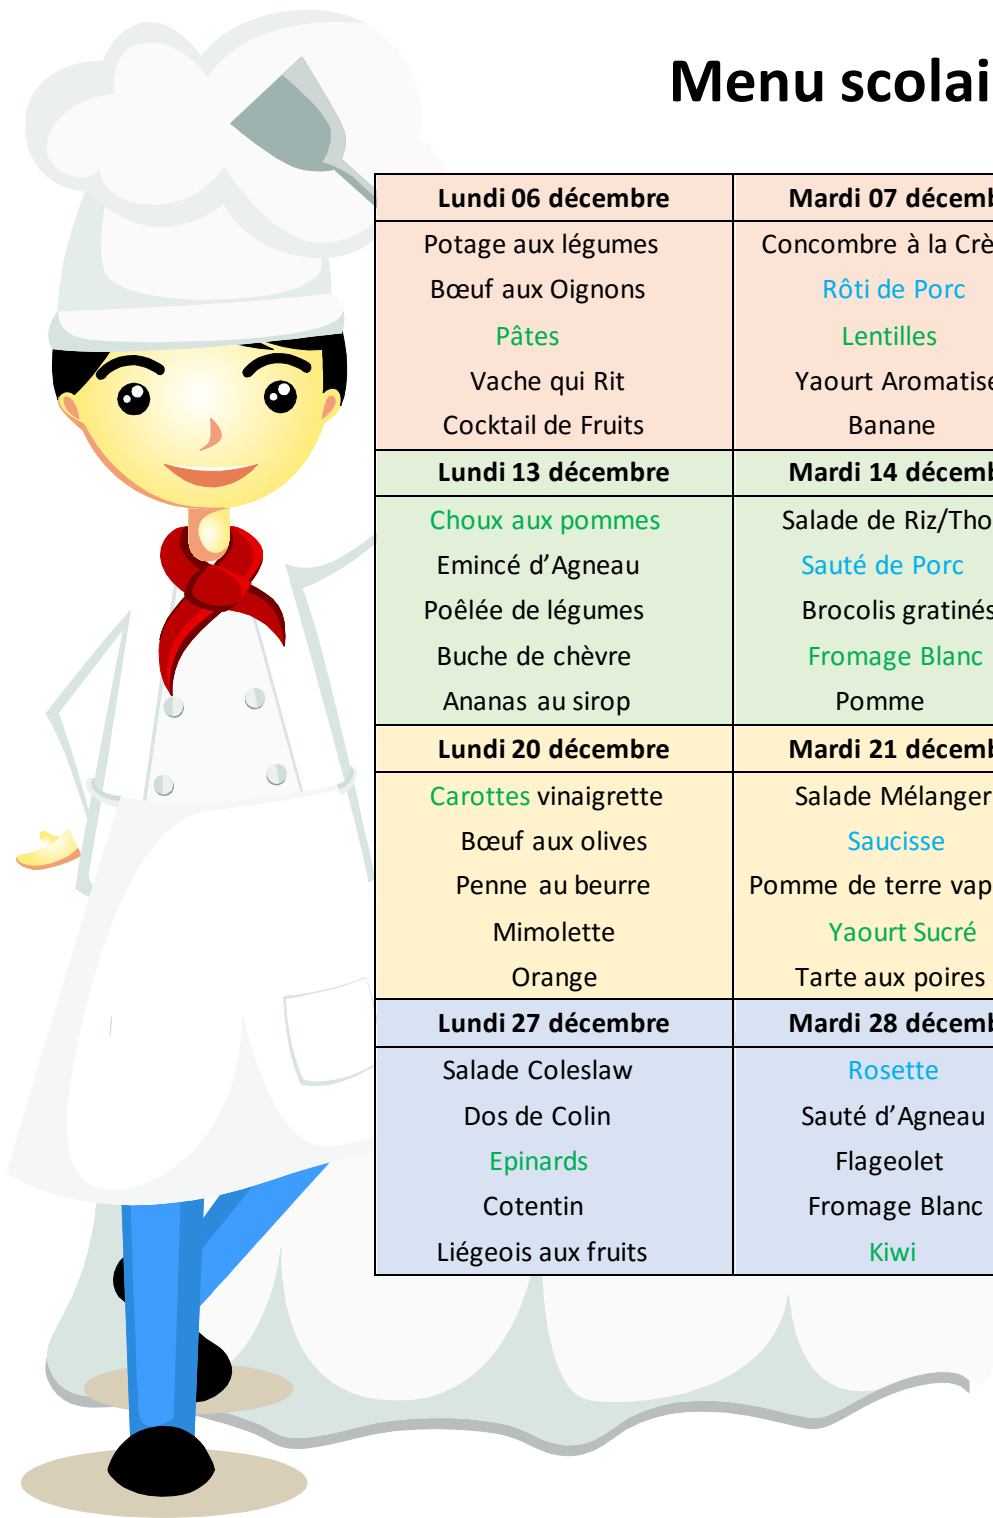 Menu scolai
Lundi 06 décembre
Potage aux légumes
Bœuf aux Oignons
Pâtes
Vache qui Rit
Cocktail de Fruits
Mardi 07 décemb
Concombre à la Crè
Rôti de Porc
Lentilles
Yaourt Aromatisé
Banane
Lundi 13 décembre
Choux aux pommes
Emincé d’Agneau
Poêlée de légumes
Buche de chèvre
Ananas au sirop
Mardi 14 décemb
Salade de Riz/Tho
Sauté de Porc
Brocolis gratinés
Fromage Blanc
Pomme
Lundi 20 décembre
Carottes vinaigrette
Bœuf aux olives
Penne au beurre
Mimolette
Orange
Mardi 21 décemb
Salade Mélanger
Saucisse
Pomme de terre vap
Yaourt Sucré
Tarte aux poires
Lundi 27 décembre
Salade Coleslaw
Dos de Colin
Epinards
Cotentin
Liégeois aux fruits
Mardi 28 décemb
Rosette
Sauté d’Agneau
Flageolet
Fromage Blanc
Kiwi